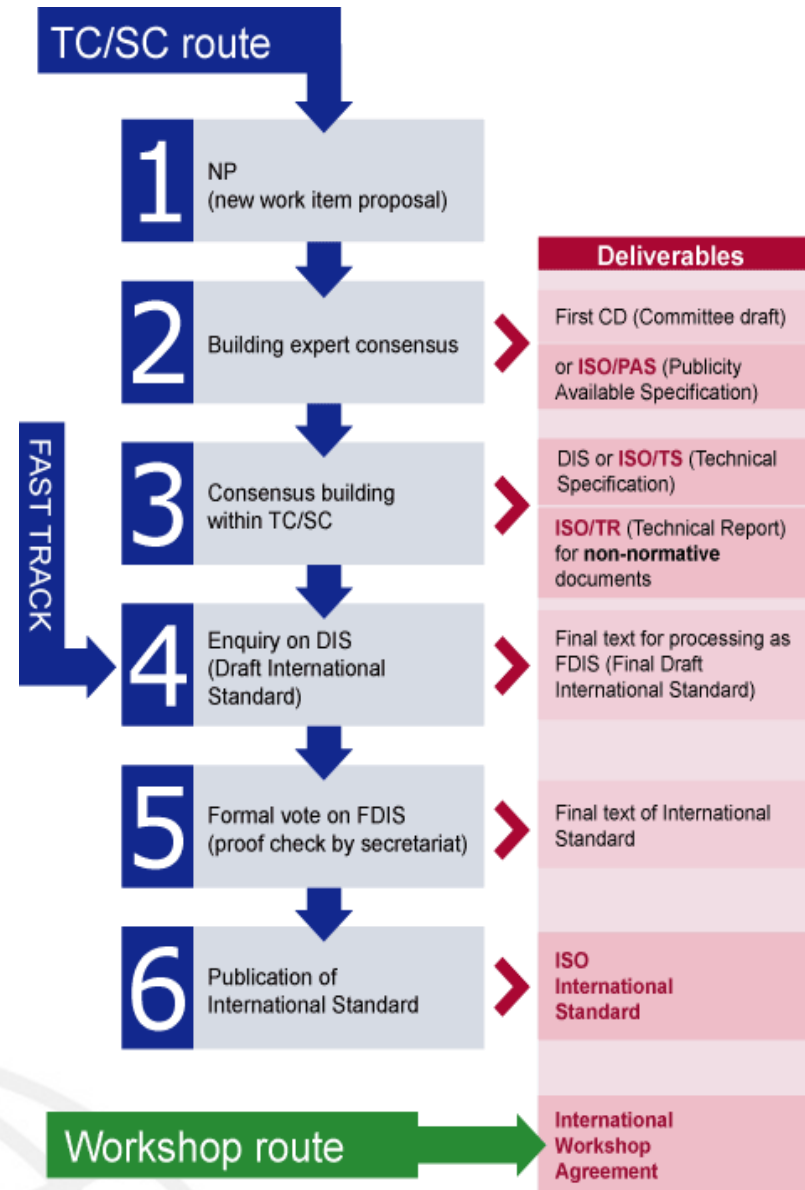 TC/SC route
1
NP
(new work item proposal)
Deliverables
2
Building expert consensus
First CD (Committee draft)
or ISO/PAS (Publicity
Available Specification)
FAST TRACK
3
Consensus building
within TC/SC
DIS or ISO/TS (Technical
Specification)
ISO/TR (Technical Report)
for non-normative
documents
4
Enquiry on DIS
(Draft International
Standard)
Final text for processing as
FDIS (Final Draft
International Standard)
5
Formal vote on FDIS
(proof check by secretariat)
Final text of International
Standard
6
Publication of
International Standard
ISO
International
Standard
Workshop route
International
Workshop
Agreement